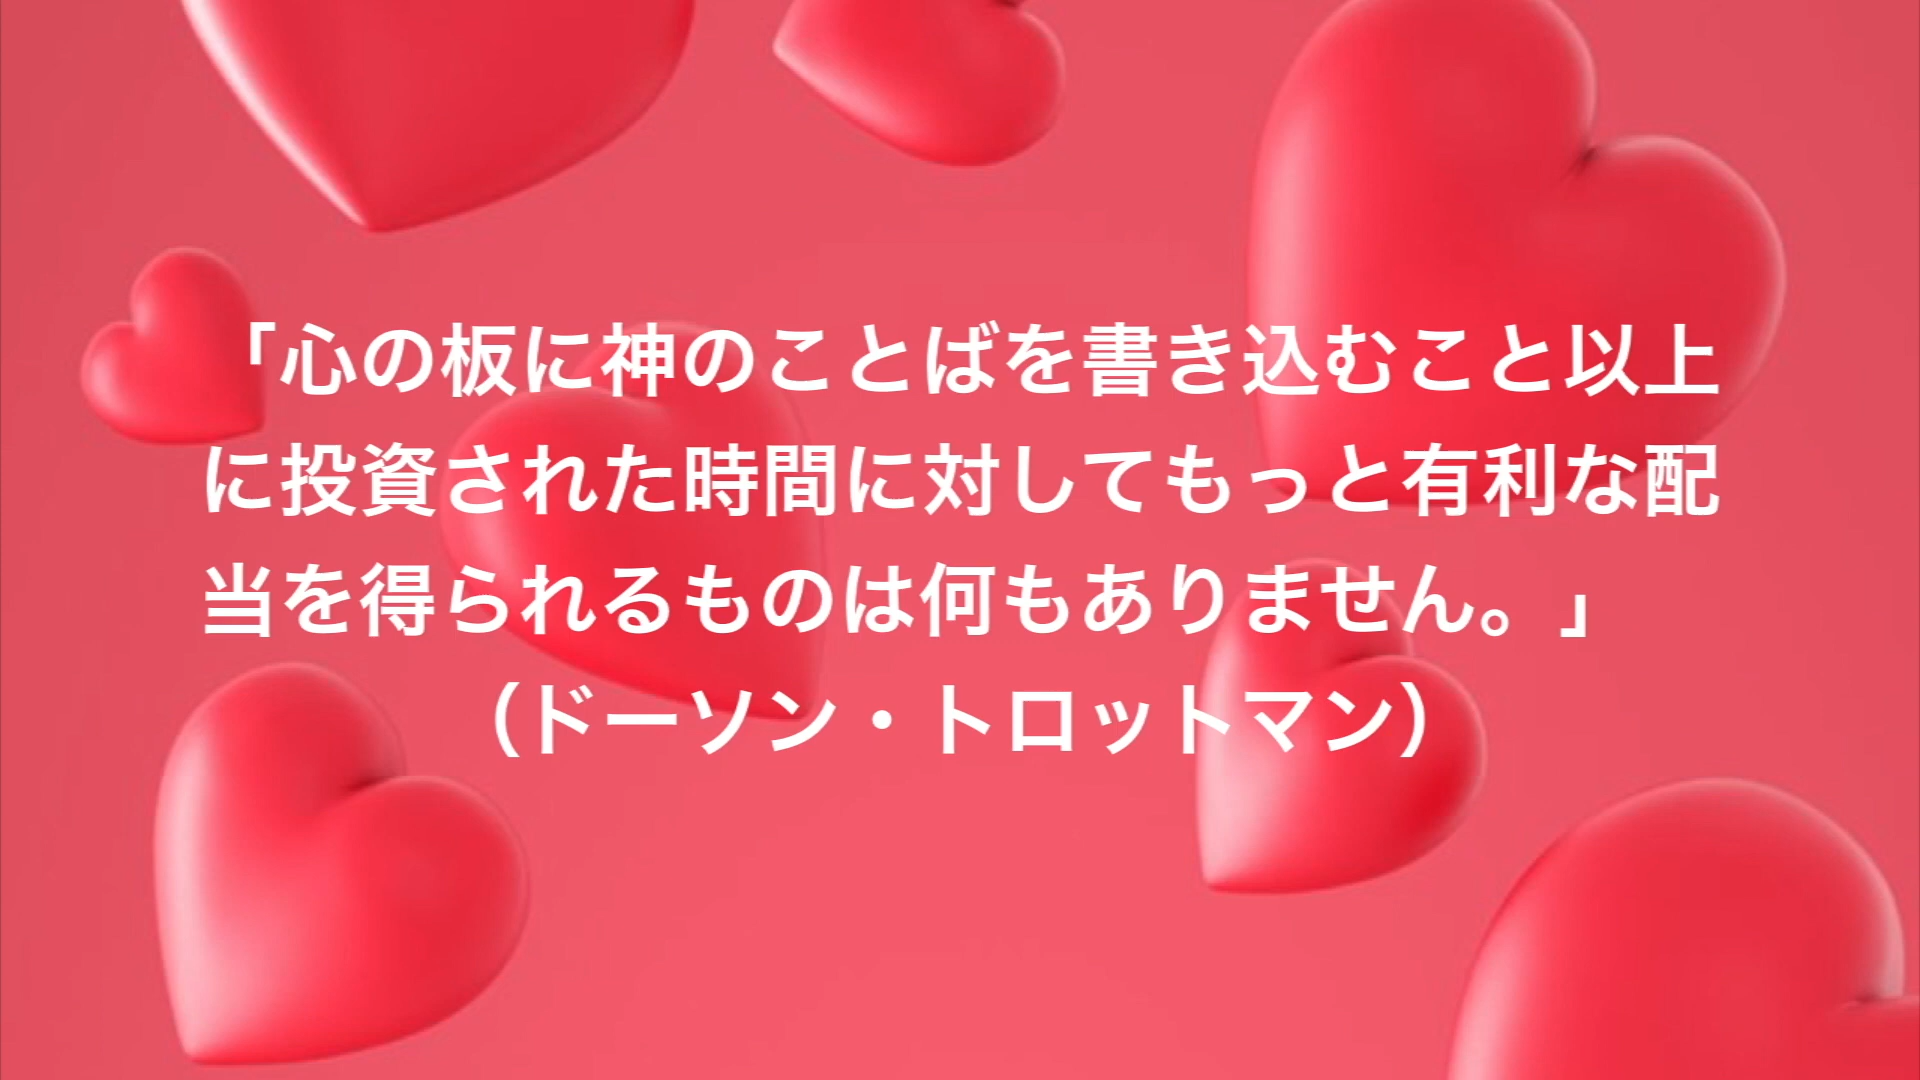 「心の板に神のことばを書き込むこと以上
に投資された時間に対してもっと有利な配
当を得られるものは何もありません。」
（ドーソン・トロットマン）